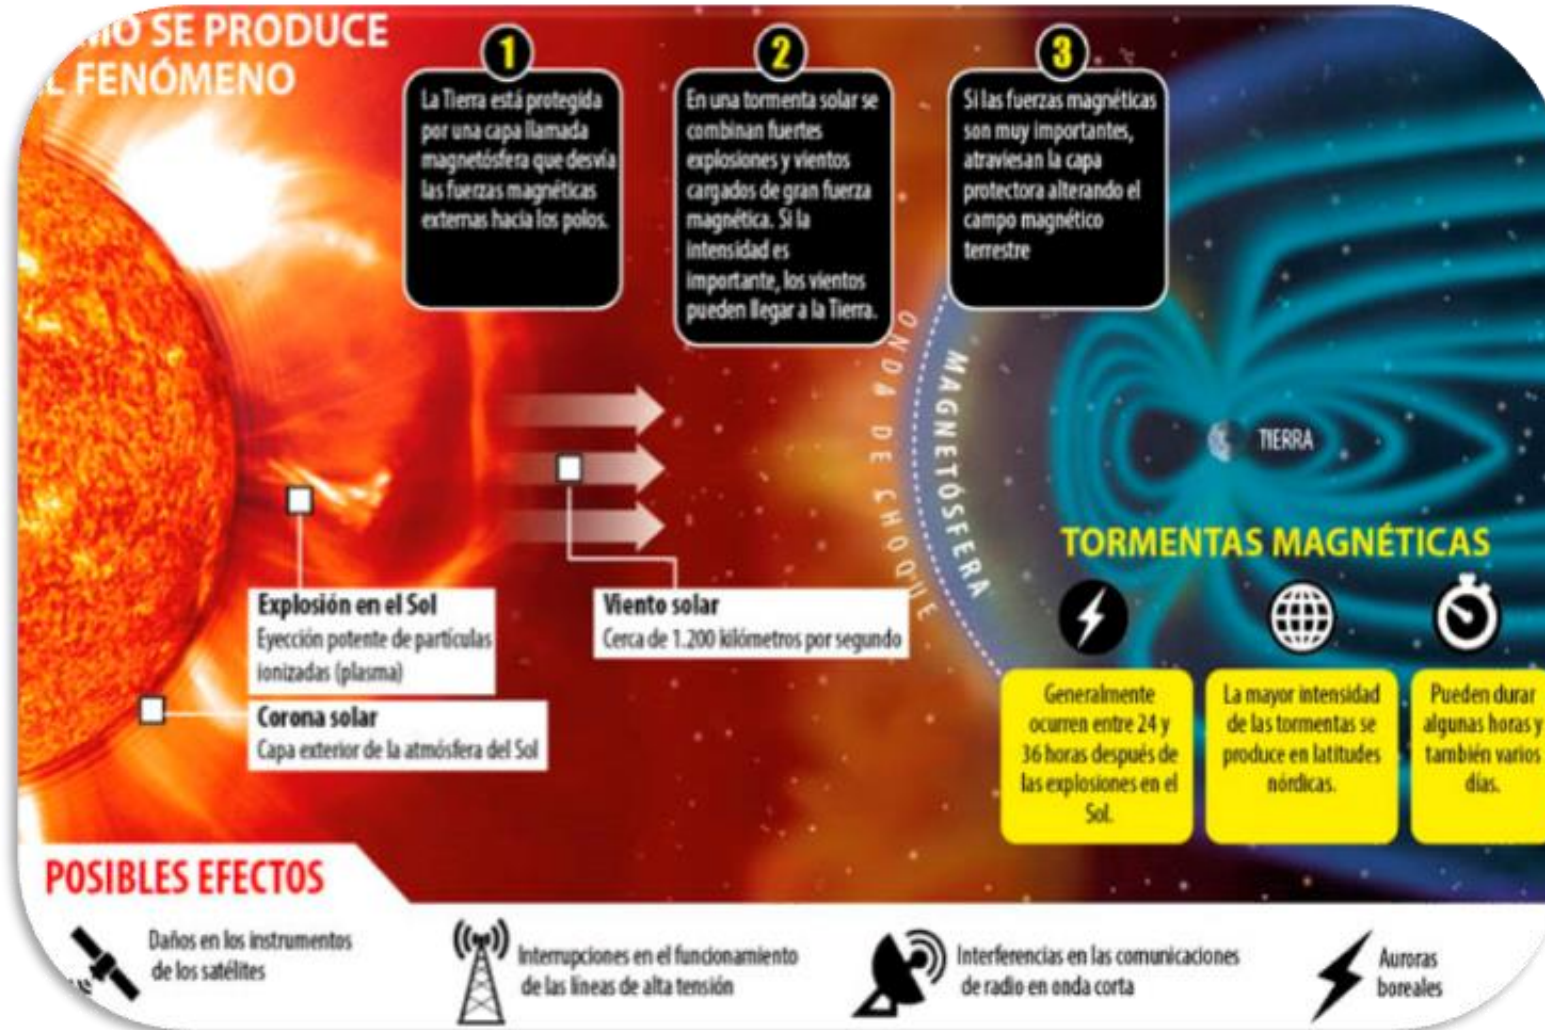 MO SE PRODUCE
L FENÓMENO
1
La Tierra está protegida
por una capa llamada
magnetósfera que desvía
las fuerzas magnéticas
externas hacia los polos.
2
En una tormenta solar se
combinan fuertes
explosiones y vientos
cargados de gran fuerza
magnética. Si la
intensidad es
importante, los vientos
pueden llegar a la Tierra.
3
Si las fuerzas magnéticas
son muy importantes,
atraviesan la capa
protectora alterando el
campo magnético
terrestre
ONDA DE CHOQUE
MAGNETÓSFERA
TIERRA
Explosión en el Sol
Eyección potente de partículas
ionizadas (plasma)
Corona solar
Capa exterior de la atmósfera del Sol
Viento solar
Cerca de 1.200 kilómetros por segundo
TORMENTAS MAGNÉTICAS
Generalmente
ocurren entre 24 y
36 horas después de
las explosiones en el
Sol.
La mayor intensidad
de las tormentas se
produce en latitudes
nórdicas.
Pueden durar
algunas horas y
también varios
días.
POSIBLES EFECTOS
Daños en los instrumentos
de los satélites
Interrupciones en el funcionamiento
de las líneas de alta tensión
Interferencias en las comunicaciones
de radio en onda corta
Auroras
boreales